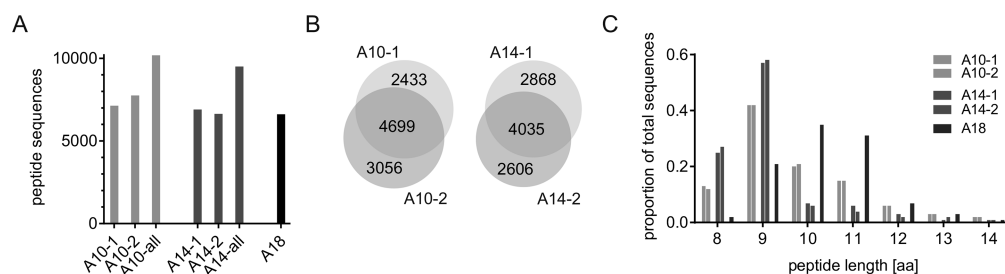 A
peptide sequences
10000
5000
0
A10-1
A10-2
A10-all
A14-1
A14-2
A14-all
A18
B
A10-1
2433
4699
3056
A10-2
A14-1
2868
4035
2606
A14-2
C
proportion of total sequences
0.6
0.4
0.2
0.0
8 9 10 11 12 13 14
peptide length [aa]
A10-1
A10-2
A14-1
A14-2
A18